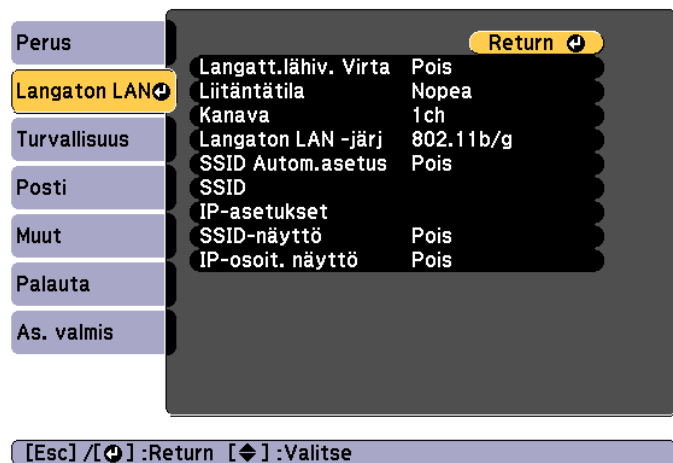 Perus
Langaton LAN
Turvallisuus
Posti
Muut
Palauta
As. valmis
Return
Langatt.lähiv. Virta Pois
Liitäntätila Nopea
Kanava 1ch
Langaton LAN -järj 802.11b/g
SSID Autom.asetus Pois
SSID
IP-asetukset
SSID-näyttö Pois
IP-osoit. näyttö Pois
[Esc] /[⏎] :Return [◆] :Valitse